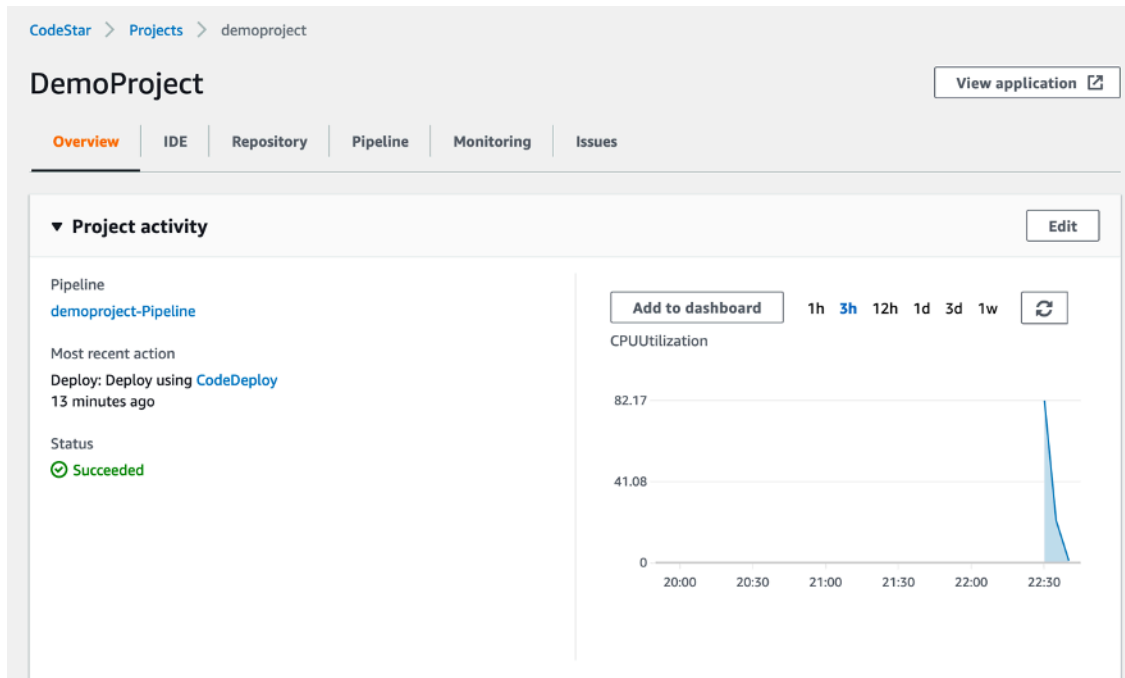 CodeStar > Projects > demoproject
DemoProject
View application
Overview IDE Repository Pipeline Monitoring Issues
▼ Project activity
Edit
Pipeline
demoproject-Pipeline
Most recent action
Deploy: Deploy using CodeDeploy
13 minutes ago
Status
Succeeded
Add to dashboard 1h 3h 12h 1d 3d 1w
CPUUtilization
82.17
41.08
0
20:00 20:30 21:00 21:30 22:00 22:30